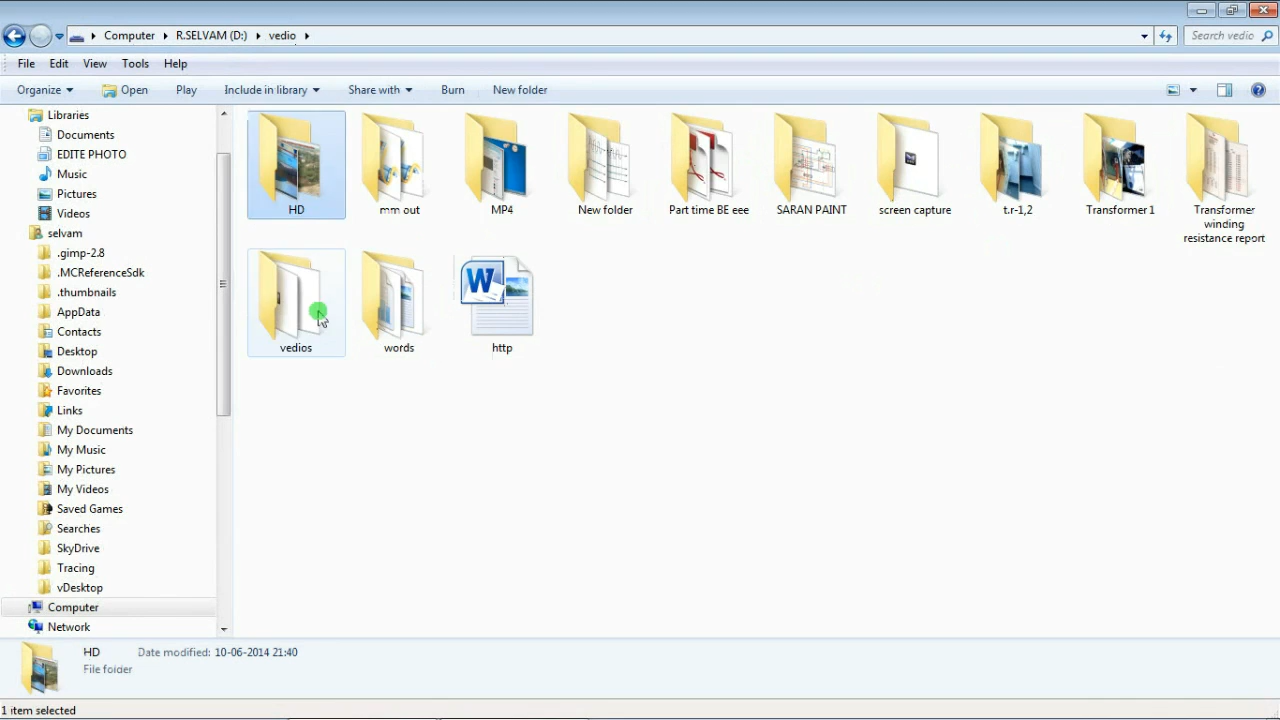 Computer R.SELVAM (D:) vedio Search vedio
File Edit View Tools Help
Organize Open Play Include in library Share with Burn New folder
Libraries
Documents
EDITE PHOTO
Music
Pictures
Videos
selvam
.gimp-2.8
.MCReferenceSdk
.thumbnails
AppData
Contacts
Desktop
Downloads
Favorites
Links
My Documents
My Music
My Pictures
My Videos
Saved Games
Searches
SkyDrive
Tracing
vDesktop
Computer
Network
HD mm out MP4 New folder Part time BE eee SARAN PAINT screen capture t.r-1,2 Transformer 1 Transformer
winding
resistance report
vedios words http
HD Date modified: 10-06-2014 21:40
File folder
1 item selected